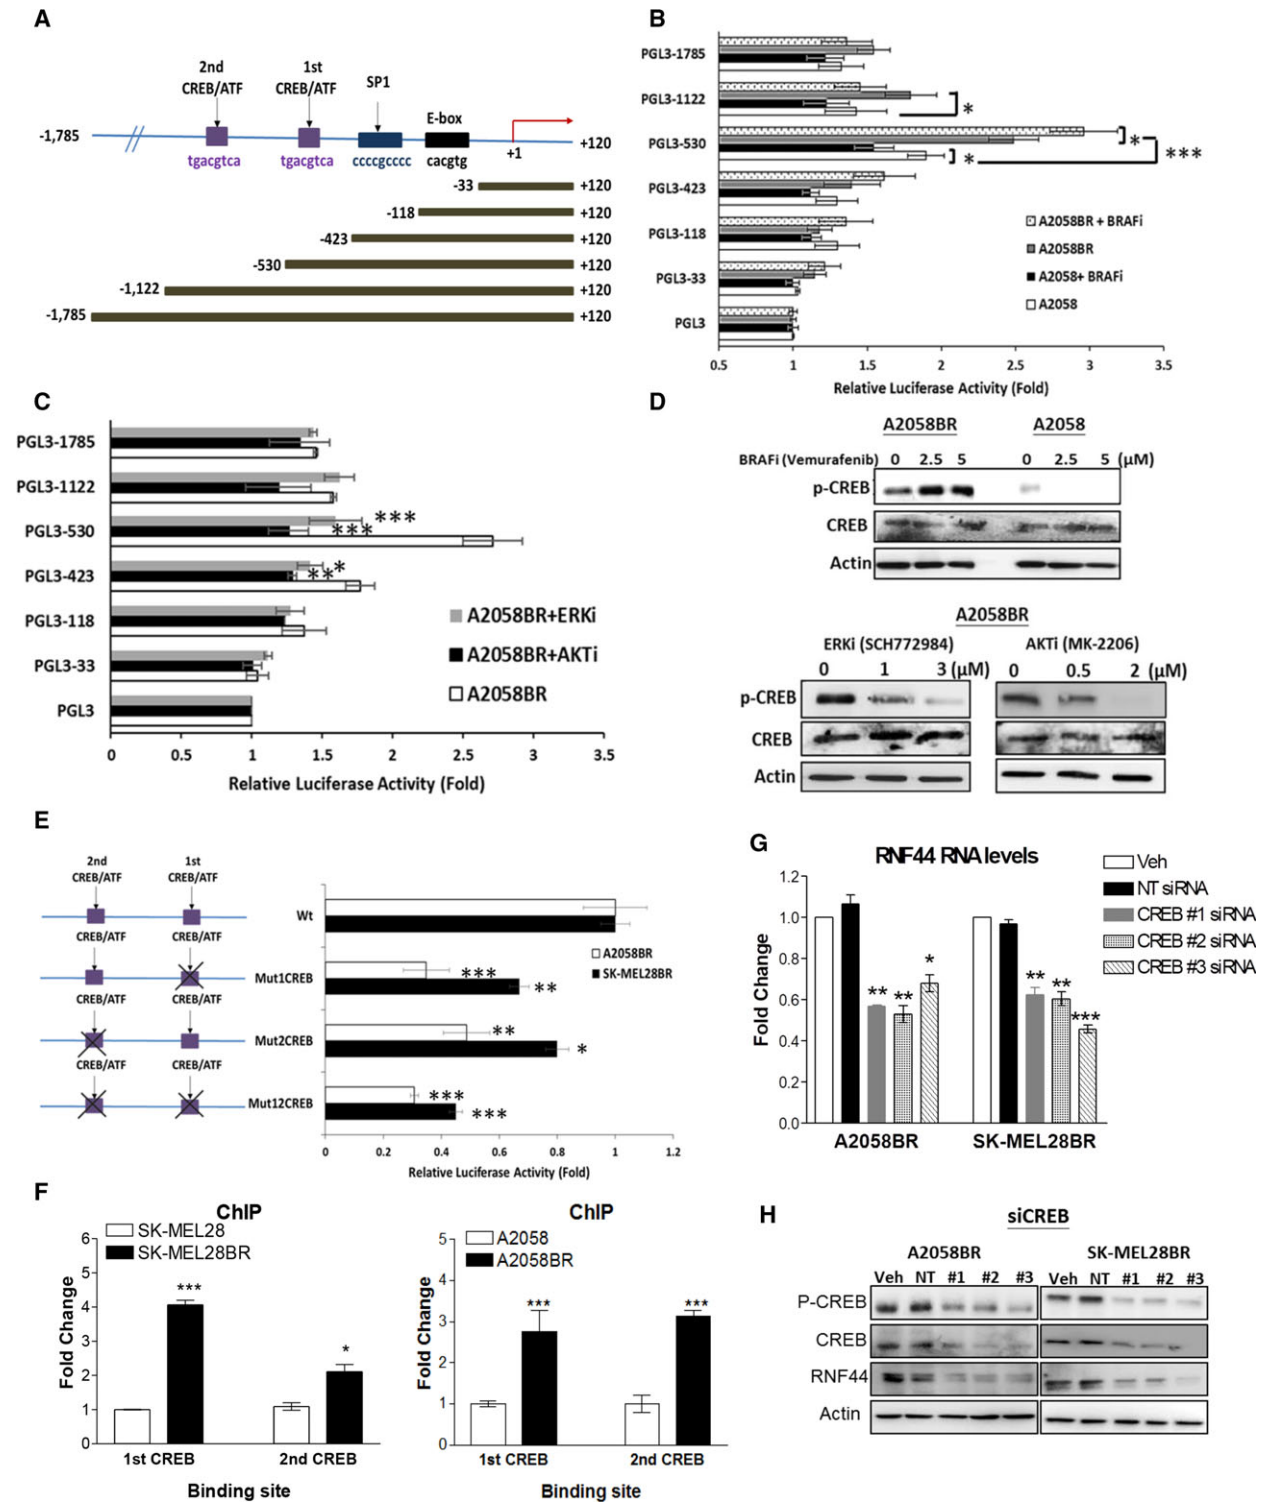 A
2nd
CREB/ATF
1st
CREB/ATF
SP1
E-box
-1,785
+120
+1
tgacgtca
tgacgtca
ccccgcccc
cacgtg
-33
+120
-118
+120
-423
+120
-530
+120
-1,122
+120
-1,785
+120
B
PGL3-1785
PGL3-1122
*
PGL3-530
*
*
***
PGL3-423
PGL3-118
PGL3-33
PGL3
A2058BR + BRAFi
A2058BR
A2058+ BRAFi
A2058
0.5
1
1.5
2
2.5
3
3.5
Relative Luciferase Activity (Fold)
C
PGL3-1785
PGL3-1122
PGL3-530
***
***
PGL3-423
*
**
PGL3-118
PGL3-33
PGL3
A2058BR+ERKi
A2058BR+AKTi
A2058BR
0
0.5
1
1.5
2
2.5
3
3.5
Relative Luciferase Activity (Fold)
D
A2058BR
A2058
BRAFi (Vemurafenib) 0 2.5 5 0 2.5 5 (μM)
p-CREB
CREB
Actin
A2058BR
ERKi (SCH772984)
AKTi (MK-2206)
0 1 3 (μM)
0 0.5 2 (μM)
p-CREB
CREB
Actin
E
2nd
CREB/ATF
1st
CREB/ATF
CREB/ATF
CREB/ATF
CREB/ATF
CREB/ATF
CREB/ATF
CREB/ATF
Wt
Mut1CREB
***
**
Mut2CREB
**
*
Mut12CREB
***
***
A2058BR
SK-MEL28BR
0
0.2
0.4
0.6
0.8
1
1.2
Relative Luciferase Activity (Fold)
G
RNF44 RNA levels
Veh
NT siRNA
CREB #1 siRNA
CREB #2 siRNA
CREB #3 siRNA
Fold Change
1.2
1.0
0.8
0.6
0.4
0.2
0.0
**
**
*
**
**
***
A2058BR
SK-MEL28BR
F
ChIP
SK-MEL28
SK-MEL28BR
Fold Change
6
5
4
3
2
1
0
***
*
1st CREB
2nd CREB
Binding site
ChIP
A2058
A2058BR
Fold Change
5
4
3
2
1
0
***
***
1st CREB
2nd CREB
Binding site
H
siCREB
A2058BR
SK-MEL28BR
Veh NT #1 #2 #3
Veh NT #1 #2 #3
P-CREB
CREB
RNF44
Actin